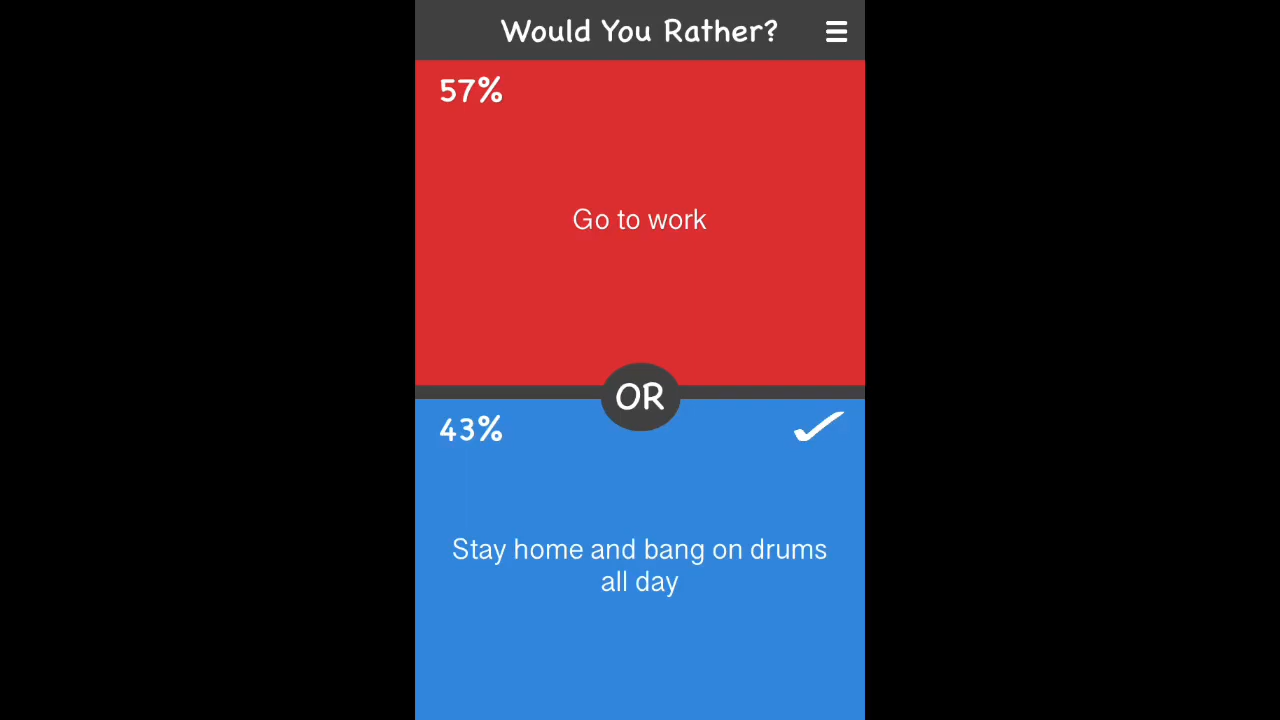 Would You Rather?
57%
Go to work
OR
43%
Stay home and bang on drums
all day